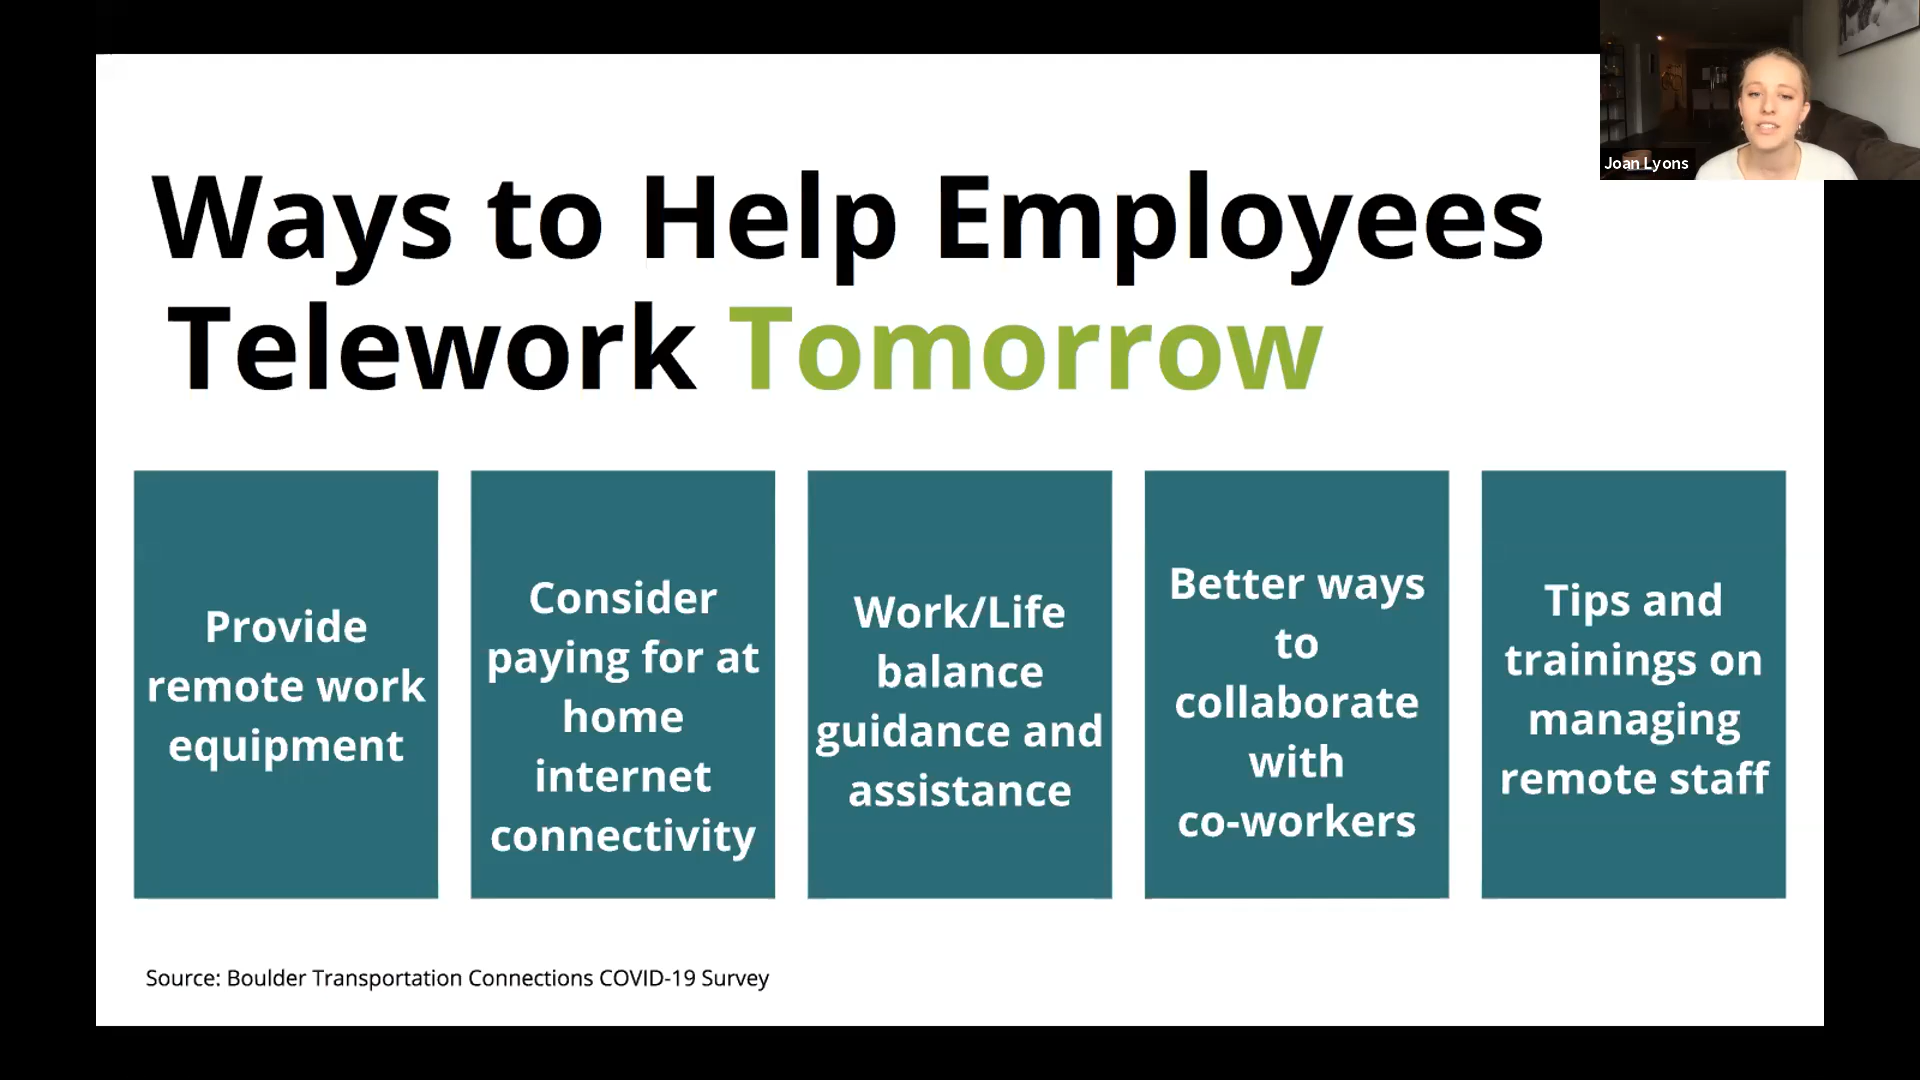 Joan Lyons
Ways to Help Employees
Telework Tomorrow
Provide
remote work
equipment
Consider
paying for at
home
internet
connectivity
Work/Life
balance
guidance and
assistance
Better ways
to
collaborate
with
co-workers
Tips and
trainings on
managing
remote staff
Source: Boulder Transportation Connections COVID-19 Survey